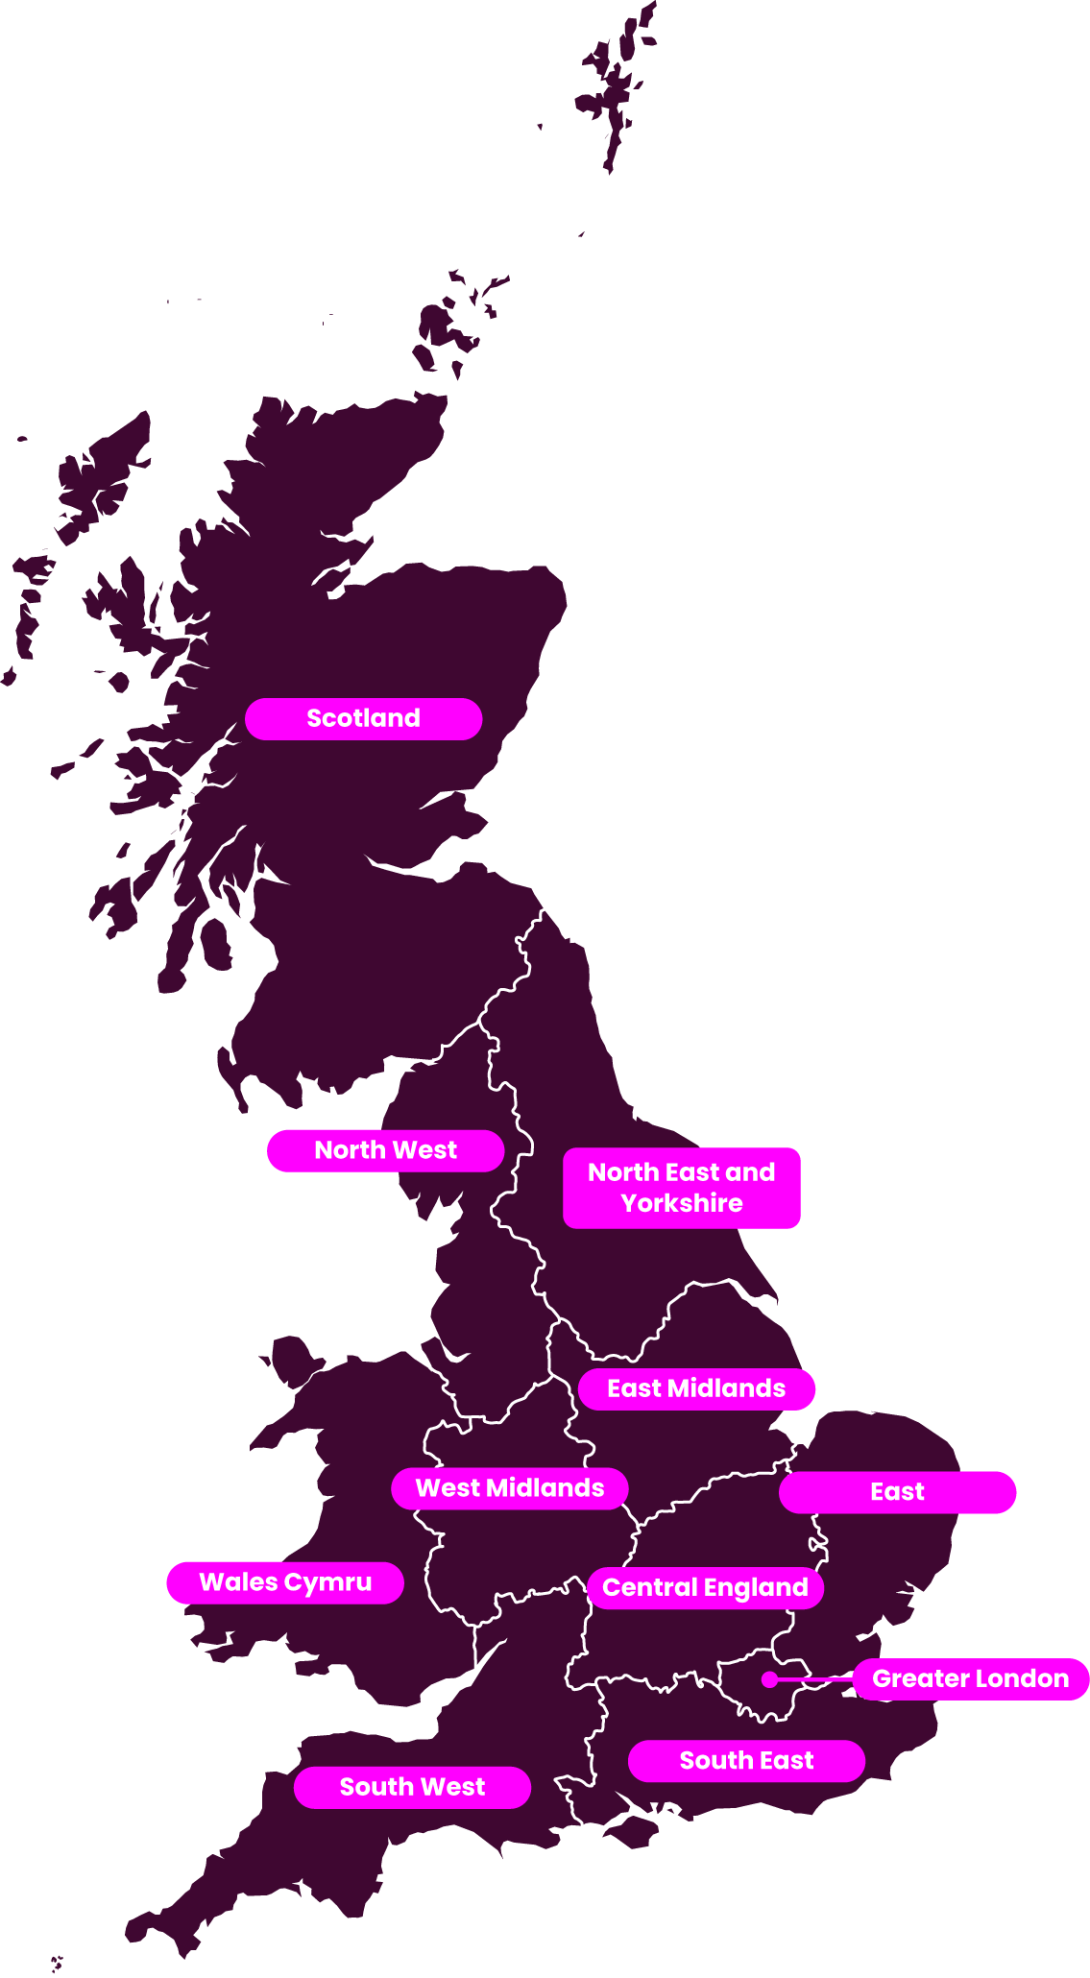 Scotland
North West
North East and
Yorkshire
East Midlands
West Midlands
East
Wales Cymru
Central England
Greater London
South East
South West